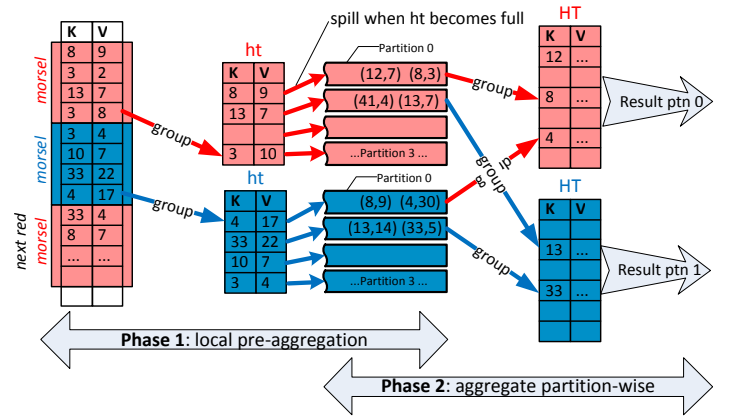 K V
8 9
3 2
13 7
3 8
3 4
10 7
33 22
4 17
33 4
8 7
... ...
morsel
morsel
next red
morsel
group
group
spill when ht becomes full
ht
K V
8 9
13 7
3 10
Partition 0
(12,7) (8,3)
(41,4) (13,7)
...Partition 3 ...
ht
K V
4 17
33 22
10 7
3 4
Partition 0
(8,9) (4,30)
(13,14) (33,5)
...Partition 3 ...
group
group
group
HT
K V
12 ...
8 ...
4 ...
Result ptn 0
HT
K V
13 ...
33 ...
Result ptn 1
Phase 1: local pre-aggregation
Phase 2: aggregate partition-wise